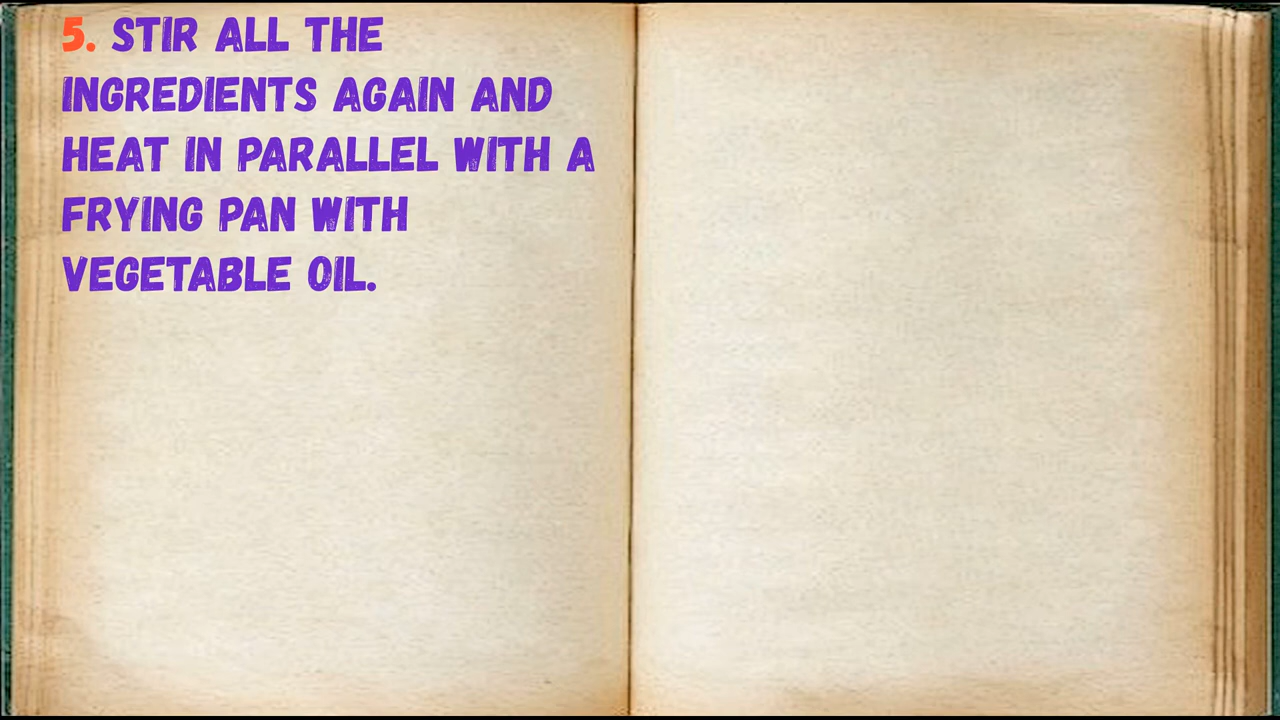 5. STIR ALL THE
INGREDIENTS AGAIN AND
HEAT IN PARALLEL WITH A
FRYING PAN WITH
VEGETABLE OIL.